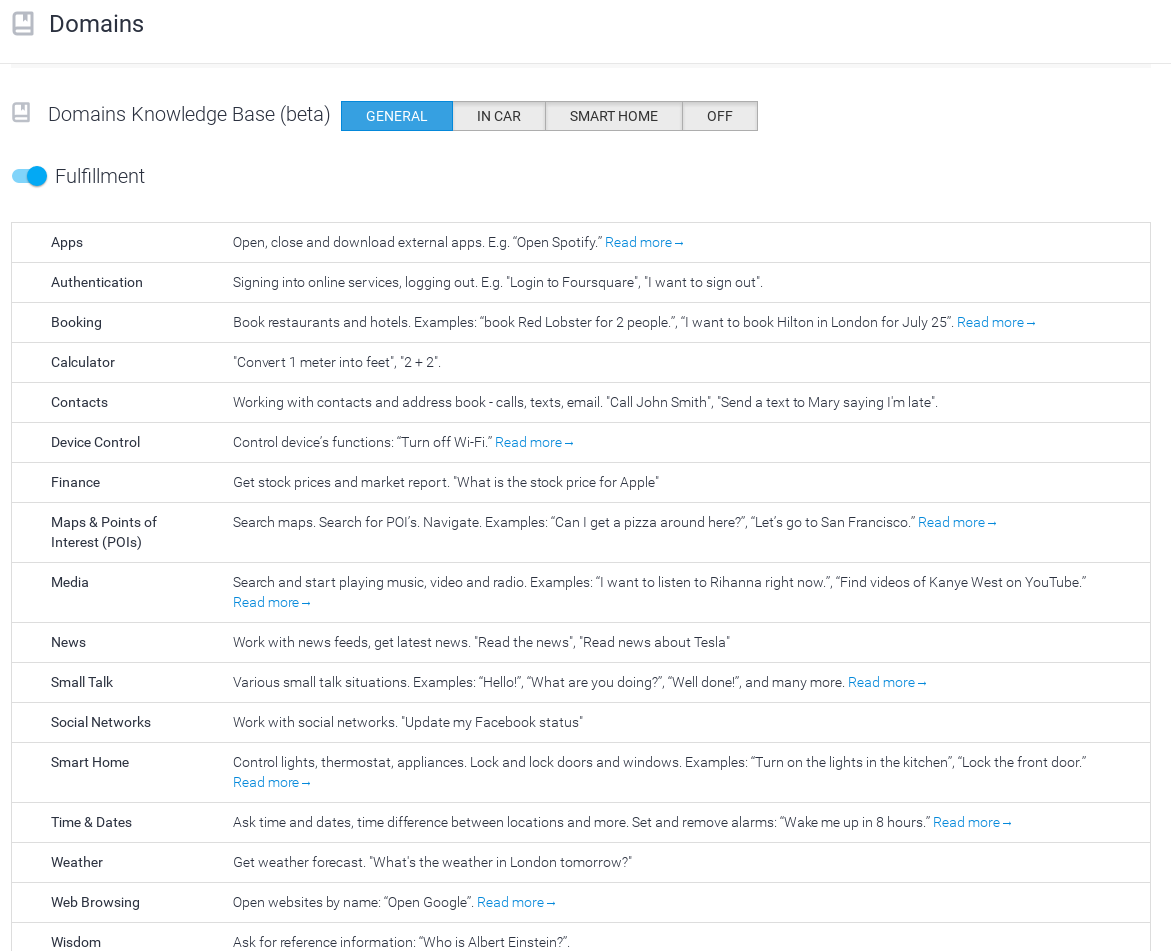 Domains
Domains Knowledge Base (beta) GENERAL IN CAR SMART HOME OFF
Fulfillment
Apps Open, close and download external apps. E.g. “Open Spotify.” Read more→
Authentication Signing into online services, logging out. E.g. "Login to Foursquare", "I want to sign out".
Booking Book restaurants and hotels. Examples: “book Red Lobster for 2 people.”, “I want to book Hilton in London for July 25”. Read more→
Calculator "Convert 1 meter into feet", "2 + 2".
Contacts Working with contacts and address book - calls, texts, email. "Call John Smith", "Send a text to Mary saying I'm late".
Device Control Control device’s functions: “Turn off Wi-Fi.” Read more→
Finance Get stock prices and market report. "What is the stock price for Apple"
Maps & Points of Search maps. Search for POI’s. Navigate. Examples: “Can I get a pizza around here?”, “Let’s go to San Francisco.” Read more→
Interest (POIs)
Media Search and start playing music, video and radio. Examples: “I want to listen to Rihanna right now.”, “Find videos of Kanye West on YouTube.”
Read more→
News Work with news feeds, get latest news. "Read the news", "Read news about Tesla"
Small Talk Various small talk situations. Examples: “Hello!”, “What are you doing?”, “Well done!”, and many more. Read more→
Social Networks Work with social networks. "Update my Facebook status"
Smart Home Control lights, thermostat, appliances. Lock and lock doors and windows. Examples: “Turn on the lights in the kitchen”, “Lock the front door.”
Read more→
Time & Dates Ask time and dates, time difference between locations and more. Set and remove alarms: “Wake me up in 8 hours.” Read more→
Weather Get weather forecast. "What's the weather in London tomorrow?"
Web Browsing Open websites by name: “Open Google”. Read more→
Wisdom Ask for reference information: “Who is Albert Einstein?”.